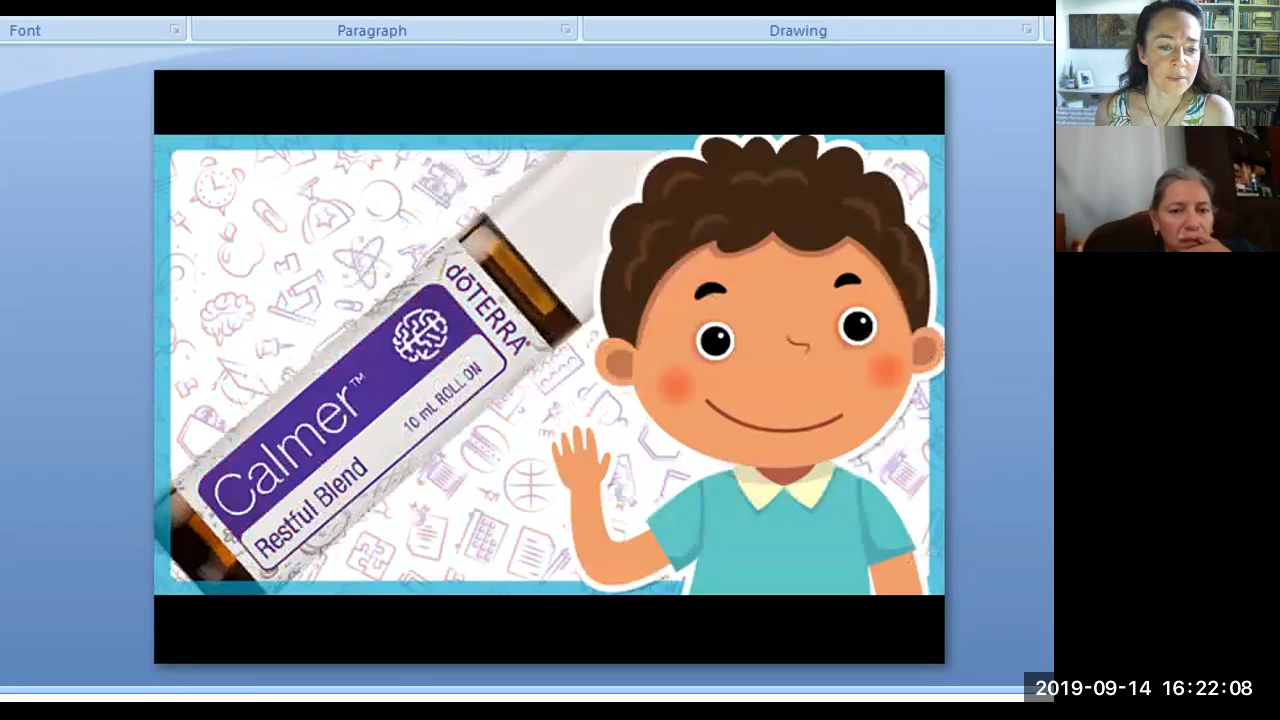 Font
Paragraph
Drawing
dōTERRA
Calmer™
10 mL ROLL ON
Restful Blend
2019-09-14 16:22:08